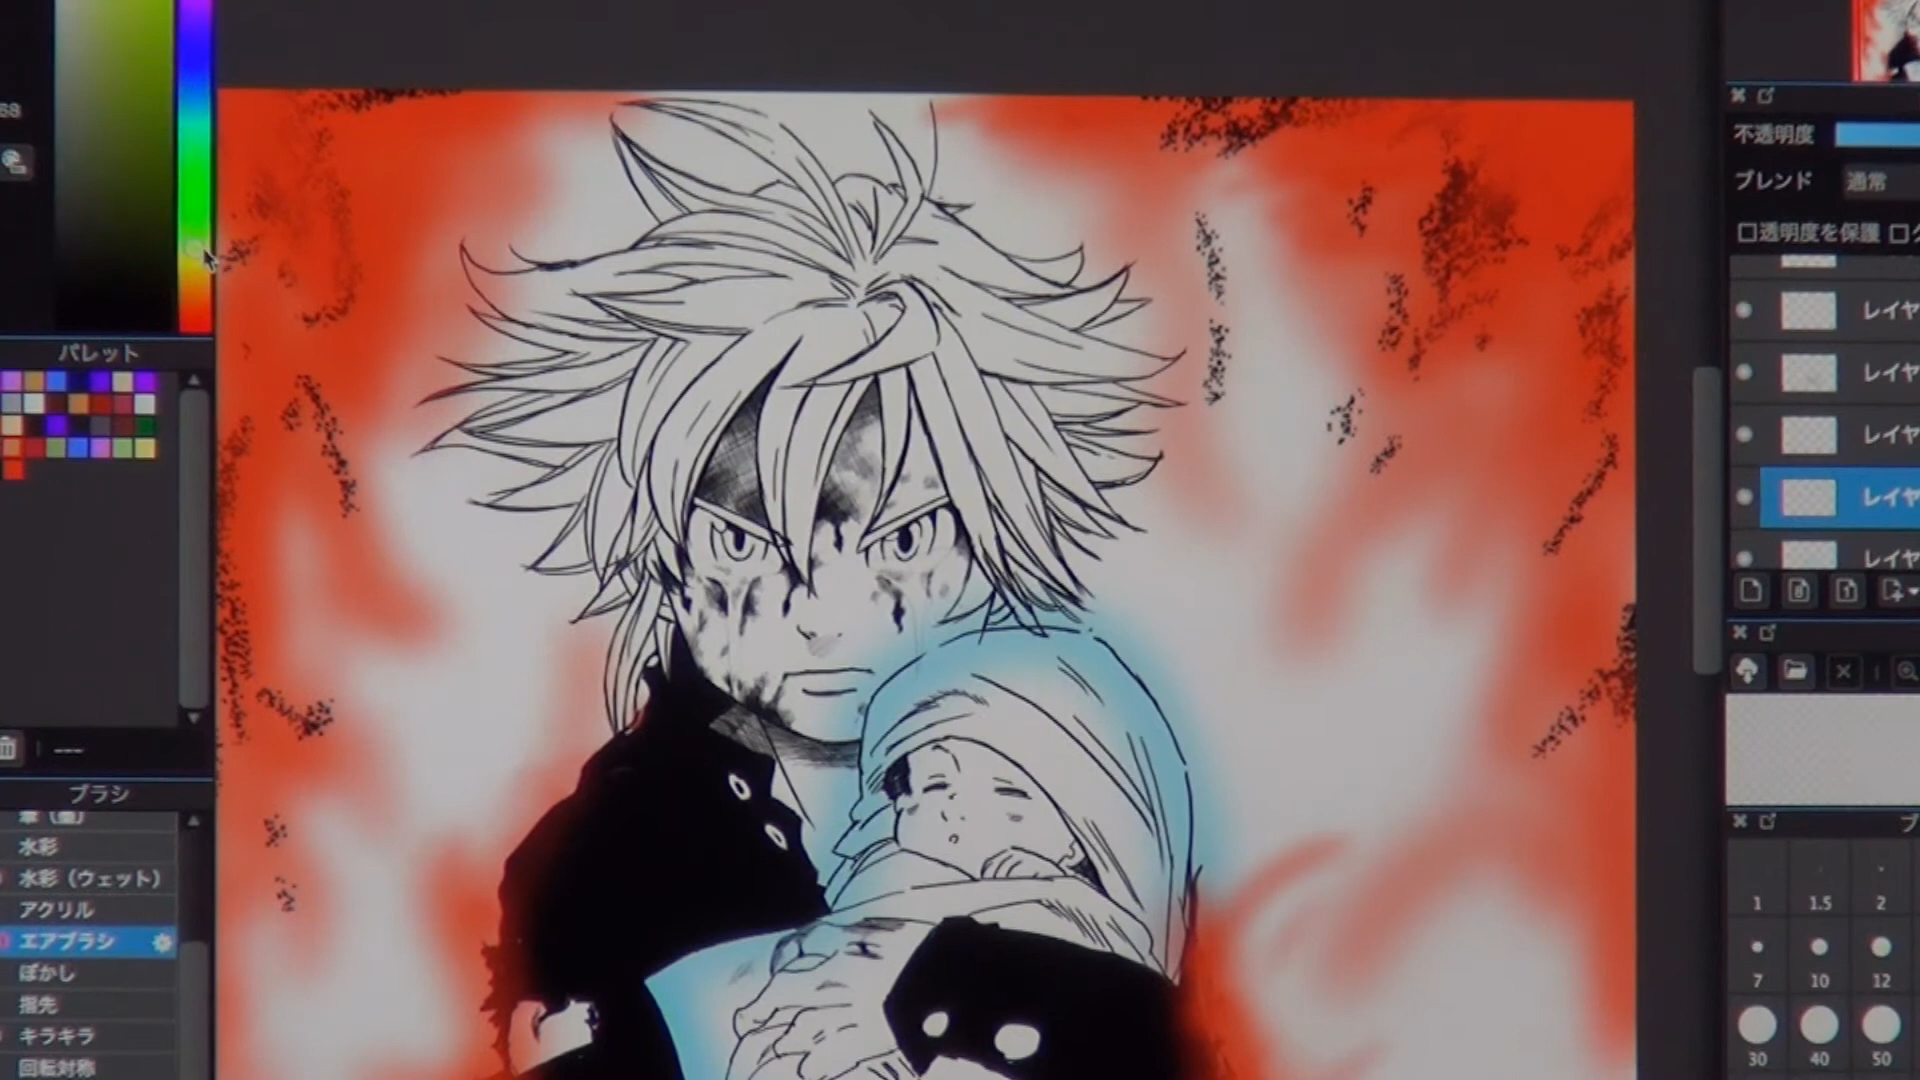 68
パレット
---
ブラシ
水彩
水彩（ウェット）
アクリル
エアブラシ
ぼかし
指先
キラキラ
回転対称
不透明度
ブレンド 通常
透明度を保護
レイヤ
レイヤ
レイヤ
レイヤ
レイヤ
8 1
ブ
1 1.5 2
7 10 12
30 40 50